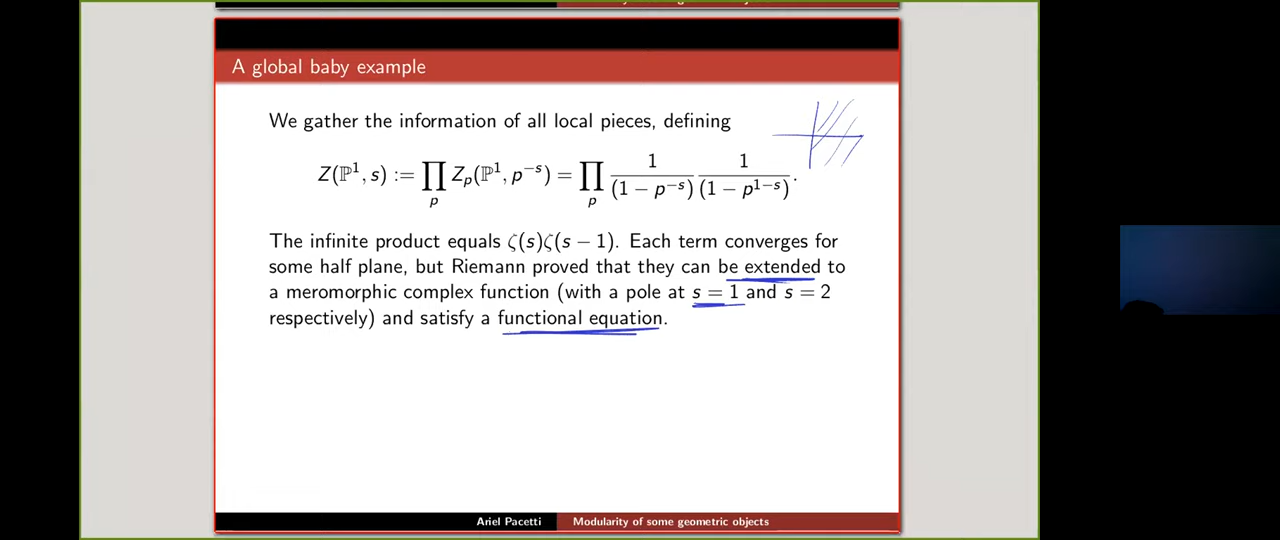 A global baby example
We gather the information of all local pieces, defining
Z(ℙ¹, s) := ∏_p Z_p(ℙ¹, p^{−s}) = ∏_p 1/(1 − p^{−s}) 1/(1 − p^{1−s}).
The infinite product equals ζ(s)ζ(s − 1). Each term converges for
some half plane, but Riemann proved that they can be extended to
a meromorphic complex function (with a pole at s = 1 and s = 2
respectively) and satisfy a functional equation.
Ariel Pacetti Modularity of some geometric objects